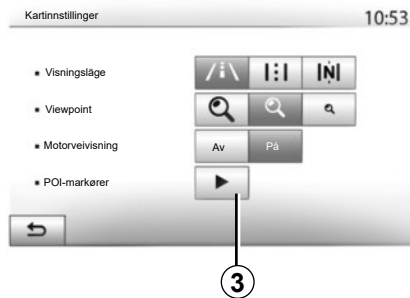 Kartinnstillinger 10:53
Visningsläge
N
Viewpoint
Motorveivisning Av På
POI-markører
3